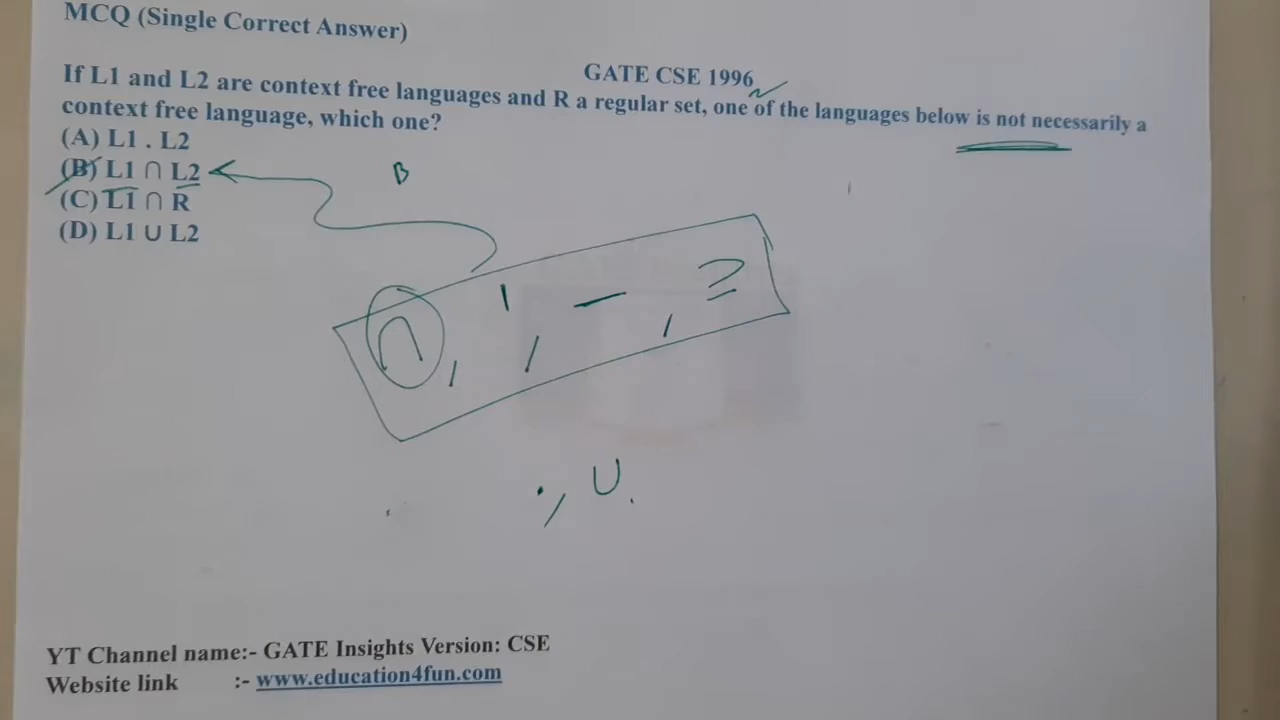 MCQ (Single Correct Answer)
GATE CSE 1996
If L1 and L2 are context free languages and R a regular set, one of the languages below is not necessarily a
context free language, which one?
(A) L1 . L2
(B) L1 ∩ L2
B
(C) L1 ∩ R
(D) L1 ∪ L2
∩, ', −,
., ∪.
YT Channel name:- GATE Insights Version: CSE
Website link :- www.education4fun.com